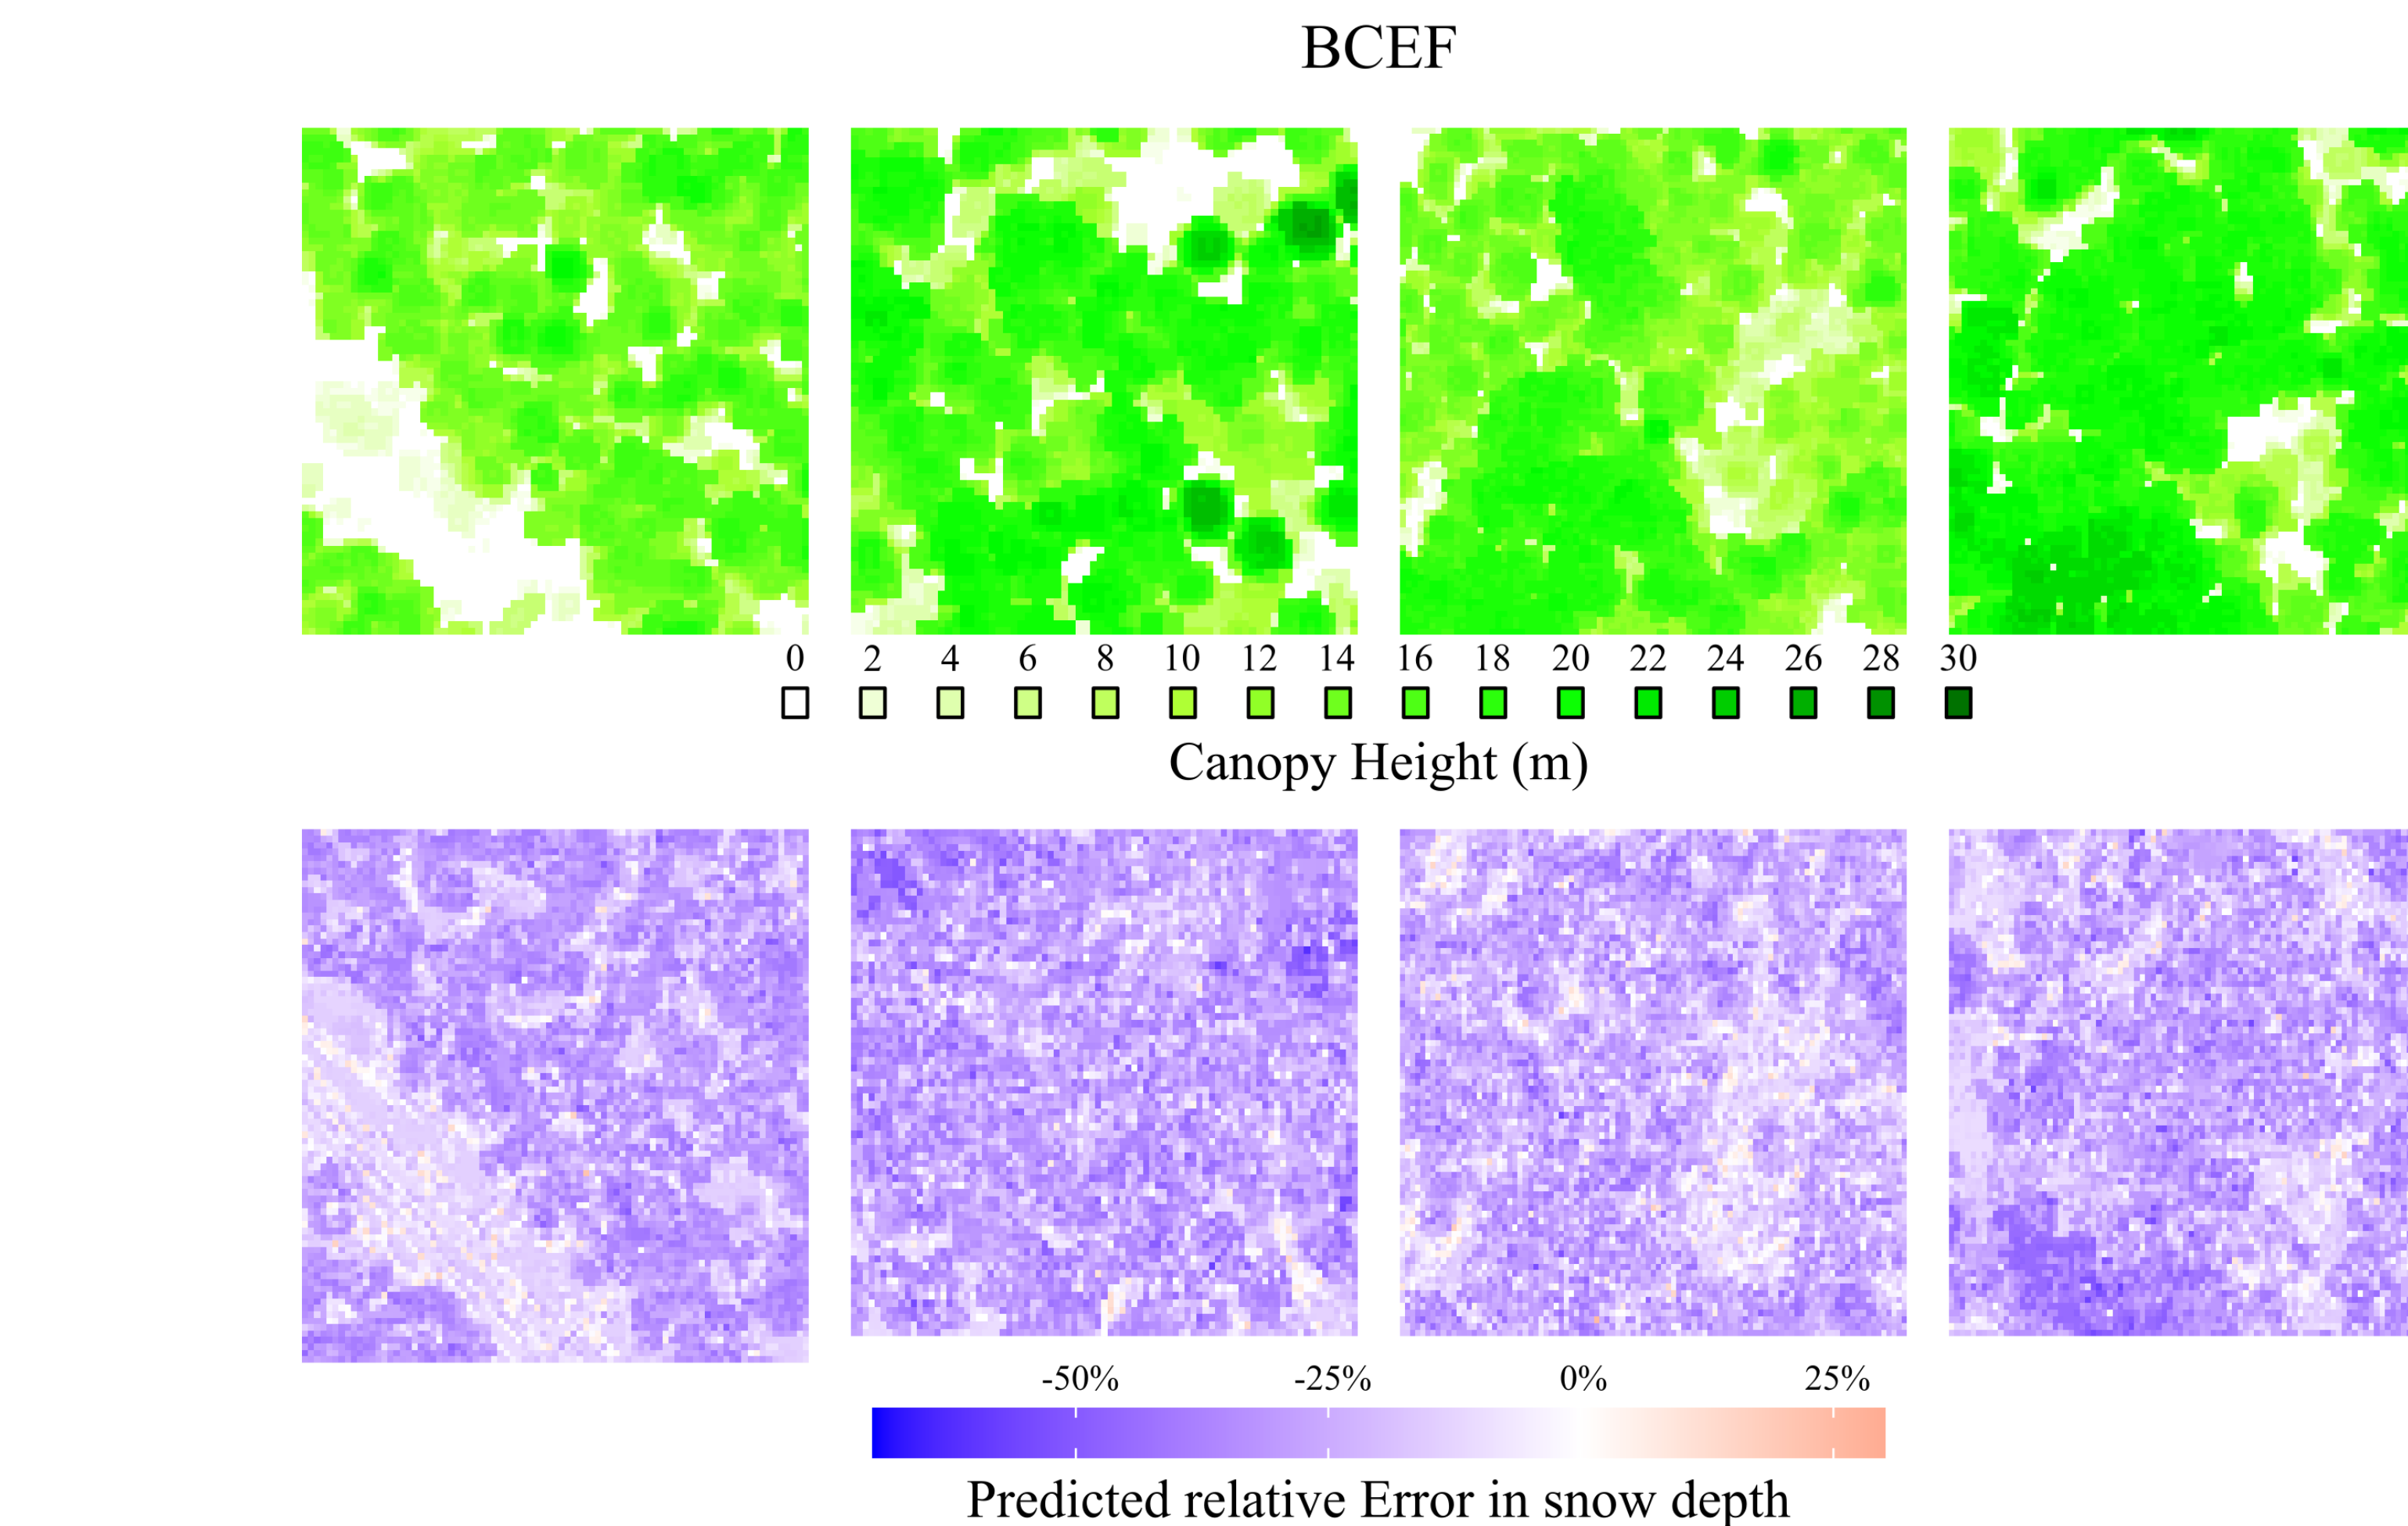 BCEF
0 2 4 6 8 10 12 14 16 18 20 22 24 26 28 30
Canopy Height (m)
-50% -25% 0% 25%
Predicted relative Error in snow depth